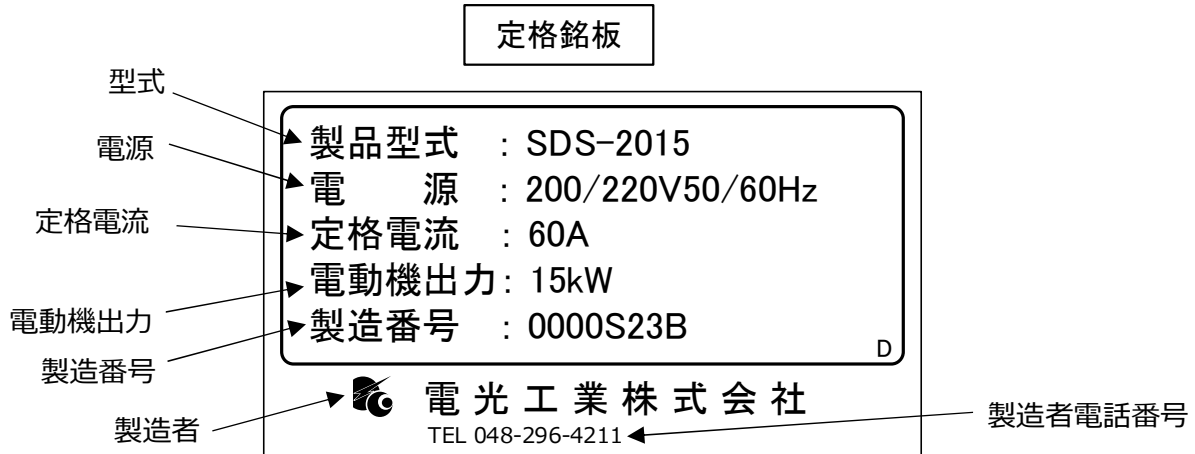 定格銘板
型式
電源
定格電流
電動機出力
製造番号
製造者
製品型式 : SDS-2015
電　　源 : 200/220V50/60Hz
定格電流 : 60A
電動機出力: 15kW
製造番号 : 0000S23B
D
電光工業株式会社
TEL 048-296-4211
製造者電話番号